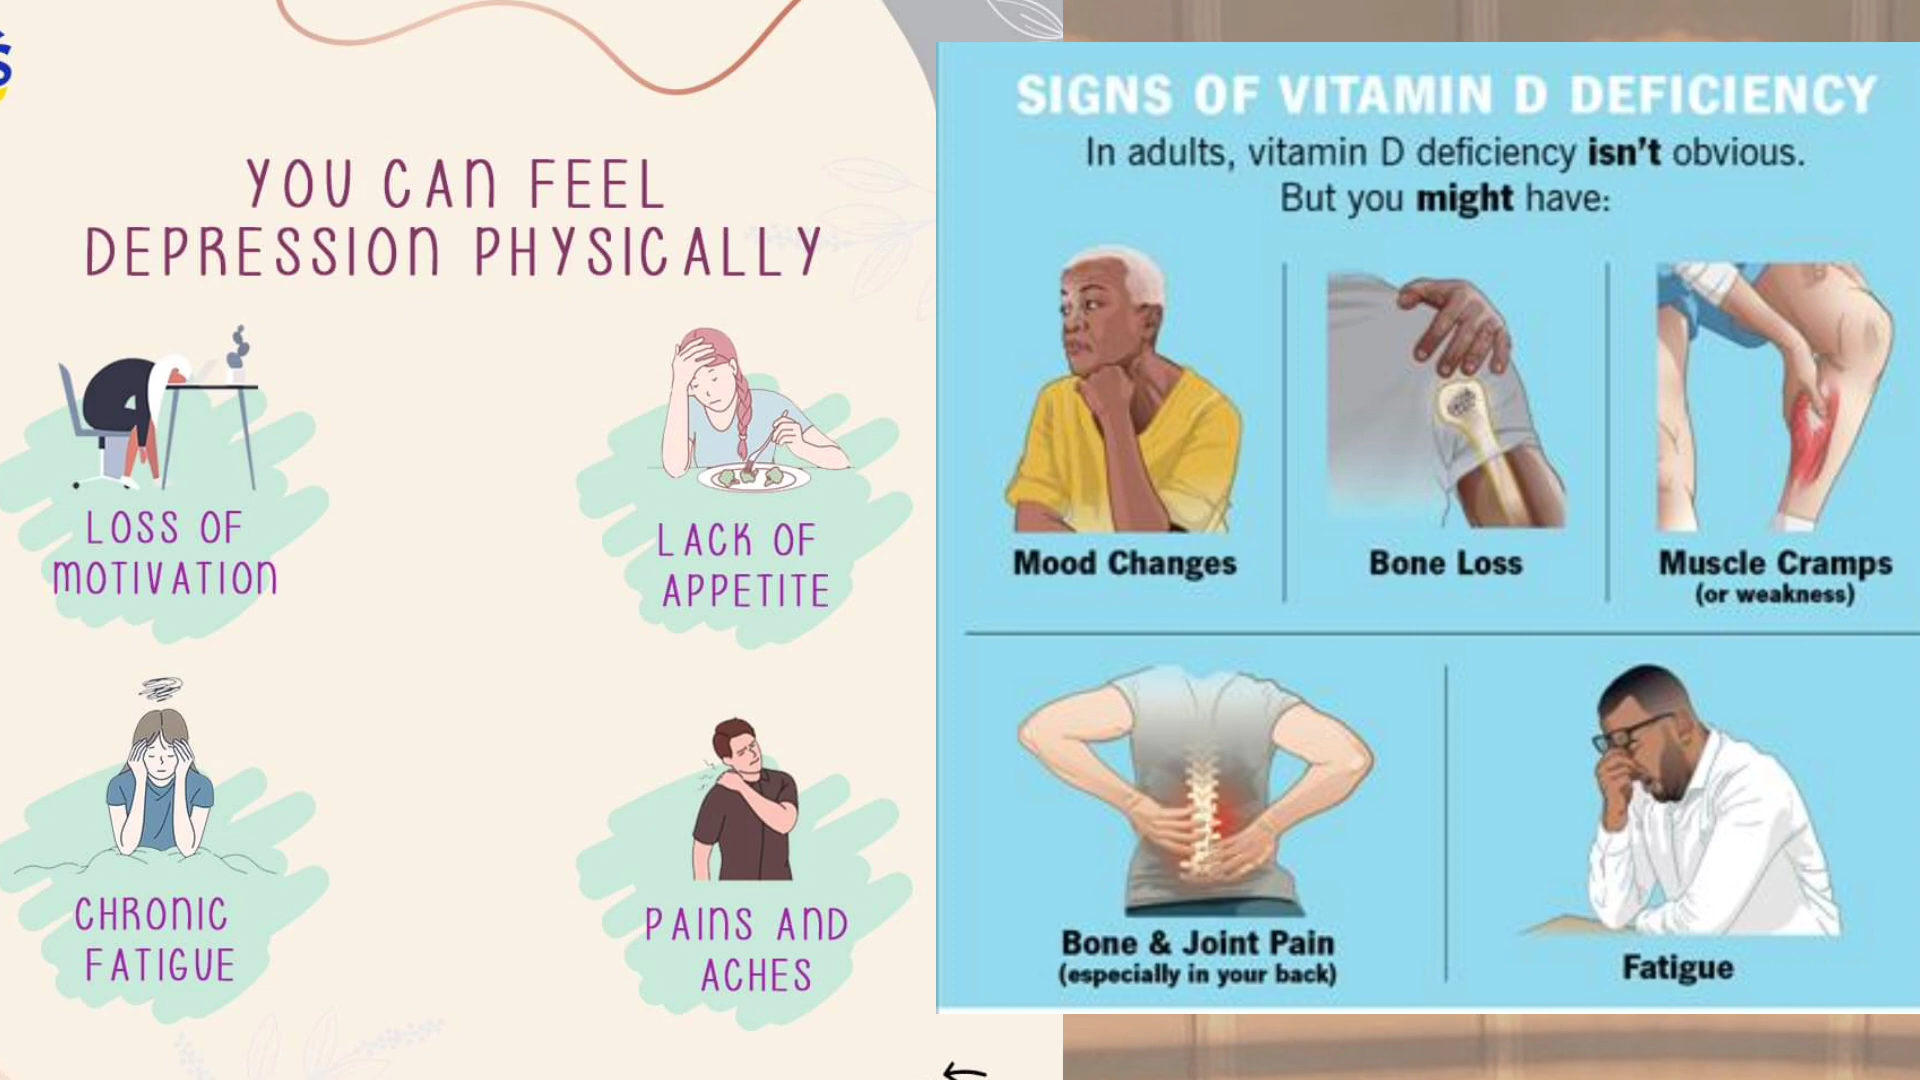 S
YOU CAN FEEL
DEPRESSION PHYSICALLY
LOSS OF
MOTIVATION
LACK OF
APPETITE
CHRONIC
FATIGUE
PAINS AND
ACHES
SIGNS OF VITAMIN D DEFICIENCY
In adults, vitamin D deficiency isn't obvious.
But you might have:
Mood Changes
Bone Loss
Muscle Cramps
(or weakness)
Bone & Joint Pain
(especially in your back)
Fatigue